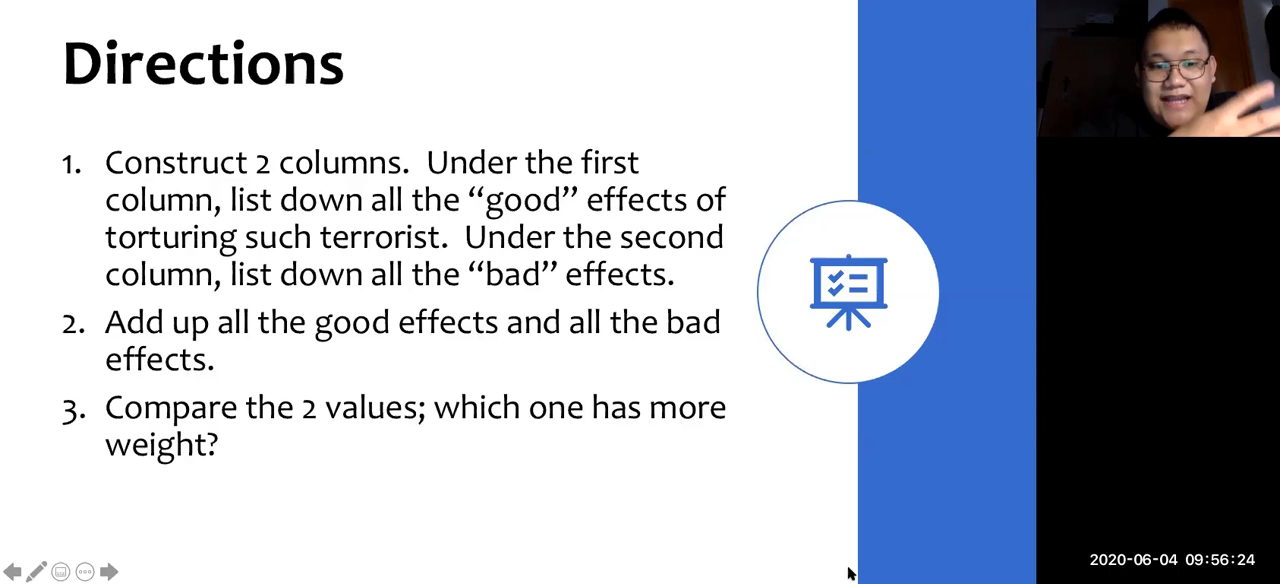 Directions
1. Construct 2 columns.  Under the first
column, list down all the “good” effects of
torturing such terrorist.  Under the second
column, list down all the “bad” effects.
2. Add up all the good effects and all the bad
effects.
3. Compare the 2 values; which one has more
weight?
2020-06-04 09:56:24